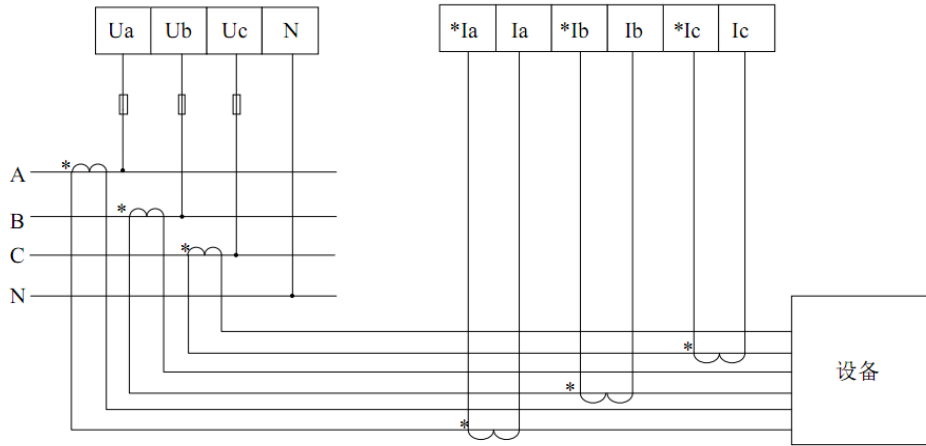 Ua Ub Uc N *Ia Ia *Ib Ib *Ic Ic
* A
* B
* C
N
*
设备
*
*